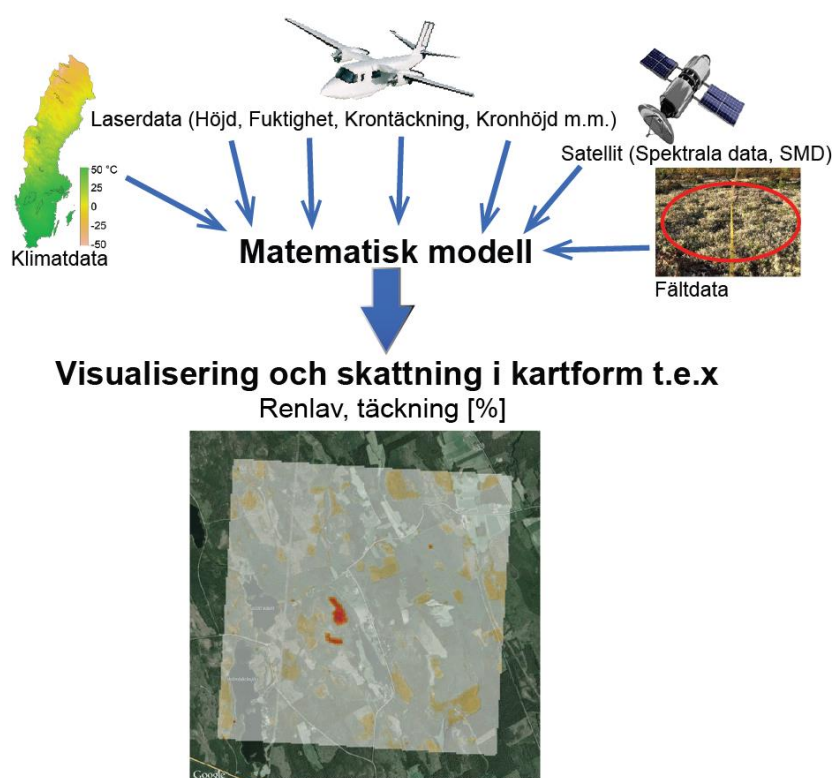 Laserdata (Höjd, Fuktighet, Krontäckning, Kronhöjd m.m.)
Satellit (Spektrala data, SMD)
50 °C
25
0
-25
-50
Klimatdata
Matematisk modell
Fältdata
Visualisering och skattning i kartform t.e.x
Renlav, täckning [%]
Google